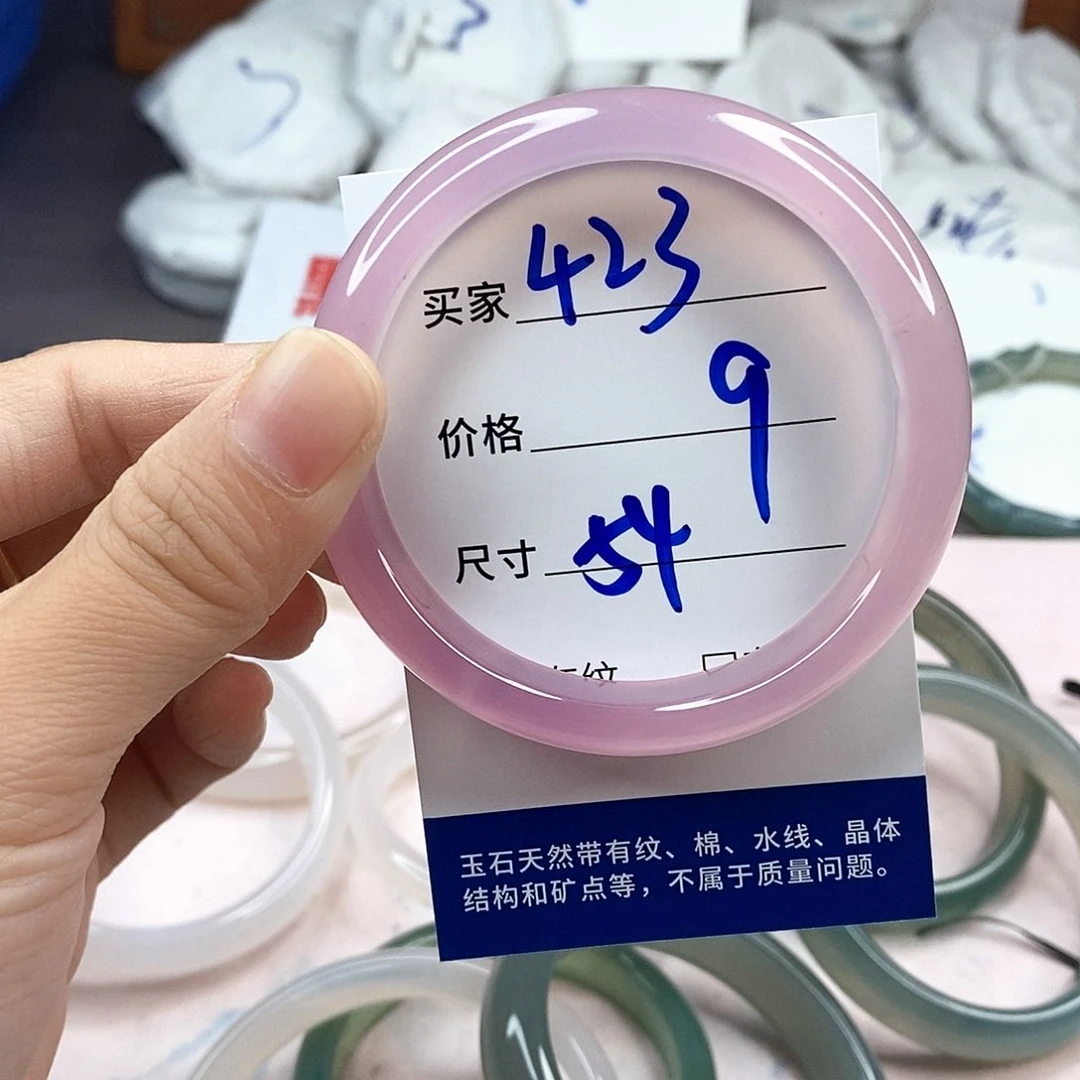 买家 423
价格 9
尺寸 54
玉石天然带有纹、棉、水线、晶体
结构和矿点等，不属于质量问题。